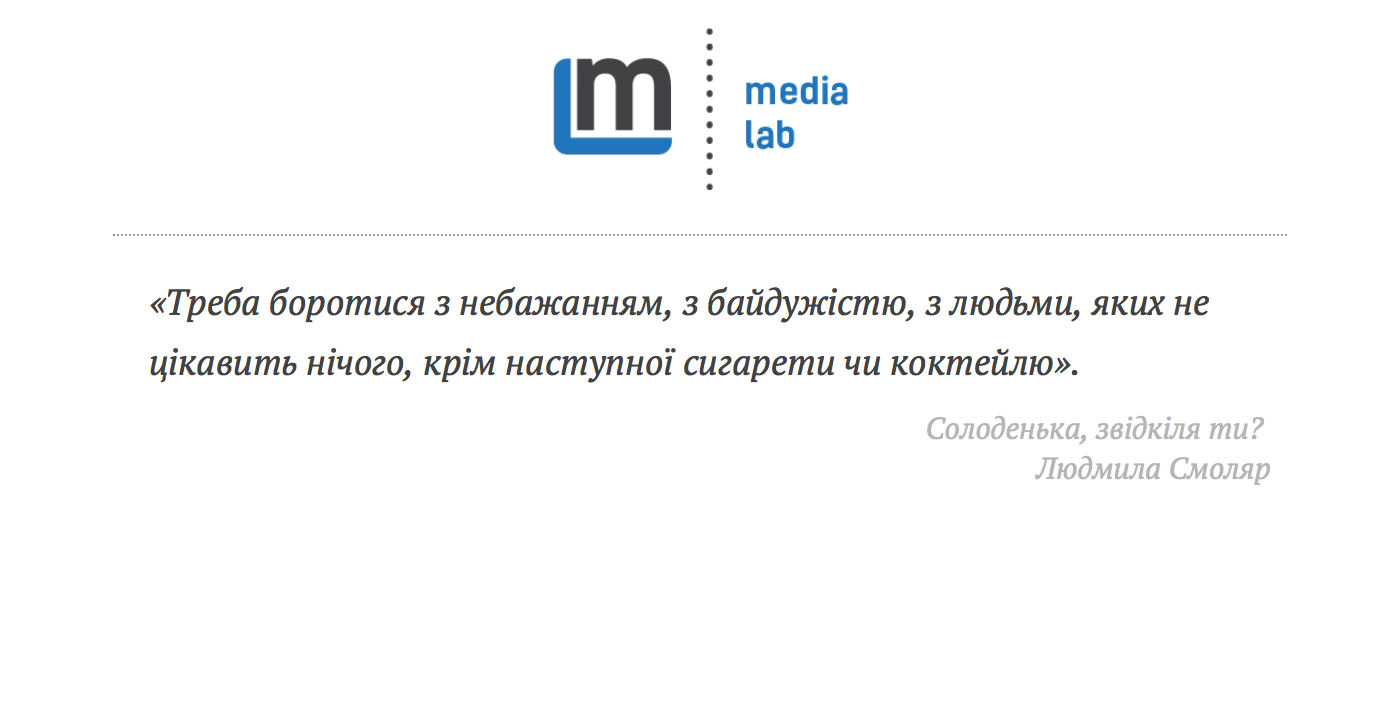 m
media
lab
«Треба боротися з небажанням, з байдужістю, з людьми, яких не
цікавить нічого, крім наступної сигарети чи коктейлю».
Солоденька, звідкіля ти?
Людмила Смоляр